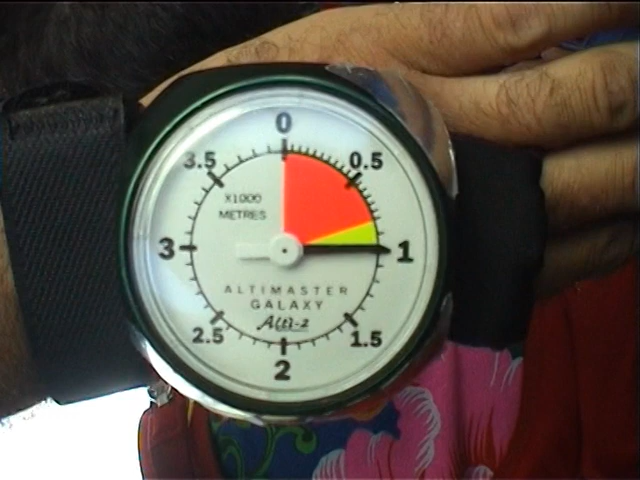 0
3.5 0.5
X1000
METRES
3 1
ALTIMASTER
GALAXY
2.5 1.5
2